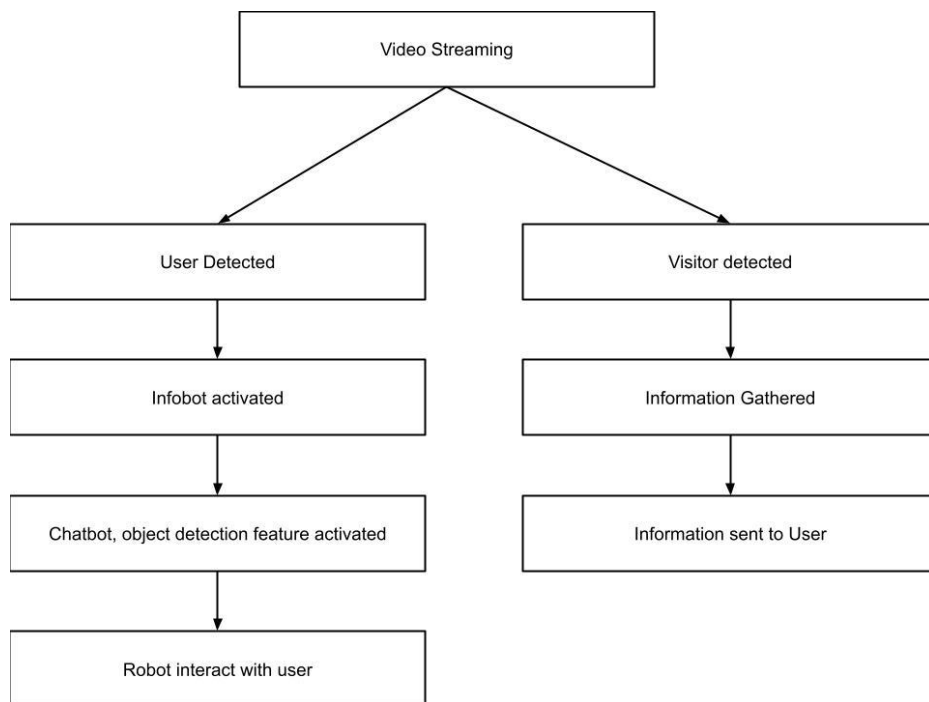 Video Streaming
User Detected
Visitor detected
Infobot activated
Information Gathered
Chatbot, object detection feature activated
Information sent to User
Robot interact with user